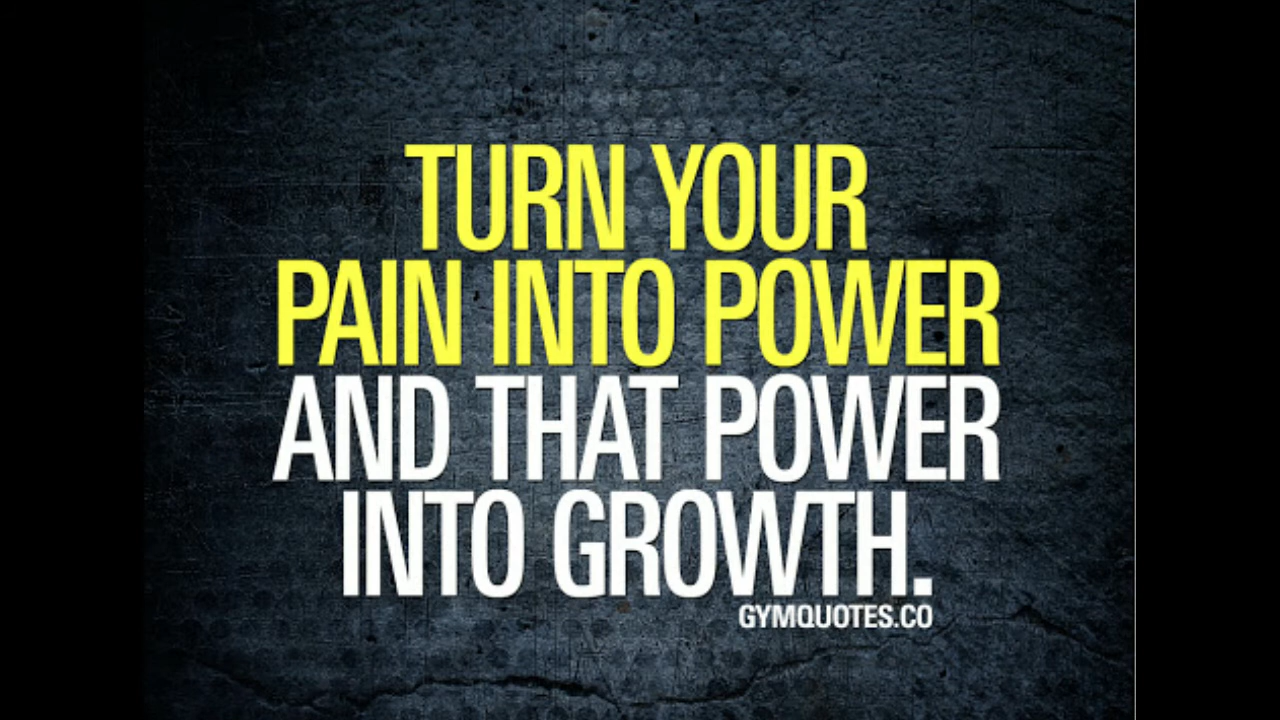 TURN YOUR
PAIN INTO POWER
AND THAT POWER
INTO GROWTH.
GYMQUOTES.CO